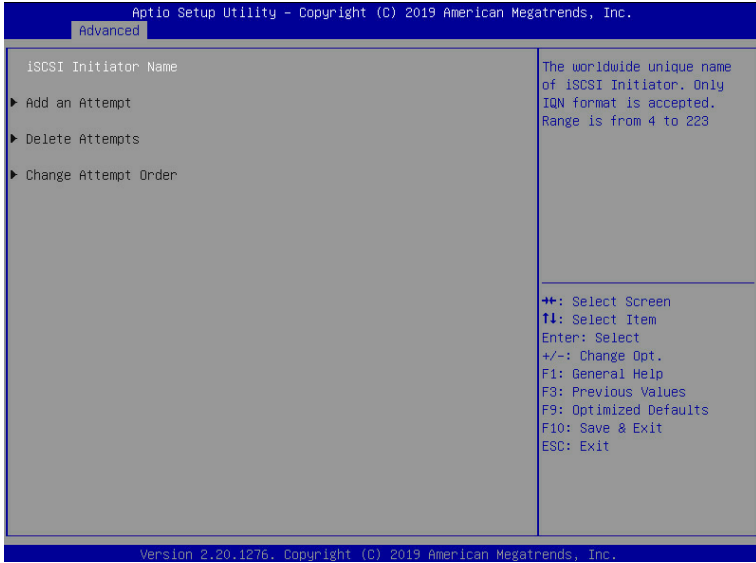 Aptio Setup Utility – Copyright (C) 2019 American Megatrends, Inc.
Advanced
iSCSI Initiator Name
▶ Add an Attempt
▶ Delete Attempts
▶ Change Attempt Order
The worldwide unique name
of iSCSI Initiator. Only
IQN format is accepted.
Range is from 4 to 223
→←: Select Screen
↑↓: Select Item
Enter: Select
+/-: Change Opt.
F1: General Help
F3: Previous Values
F9: Optimized Defaults
F10: Save & Exit
ESC: Exit
Version 2.20.1276. Copyright (C) 2019 American Megatrends, Inc.